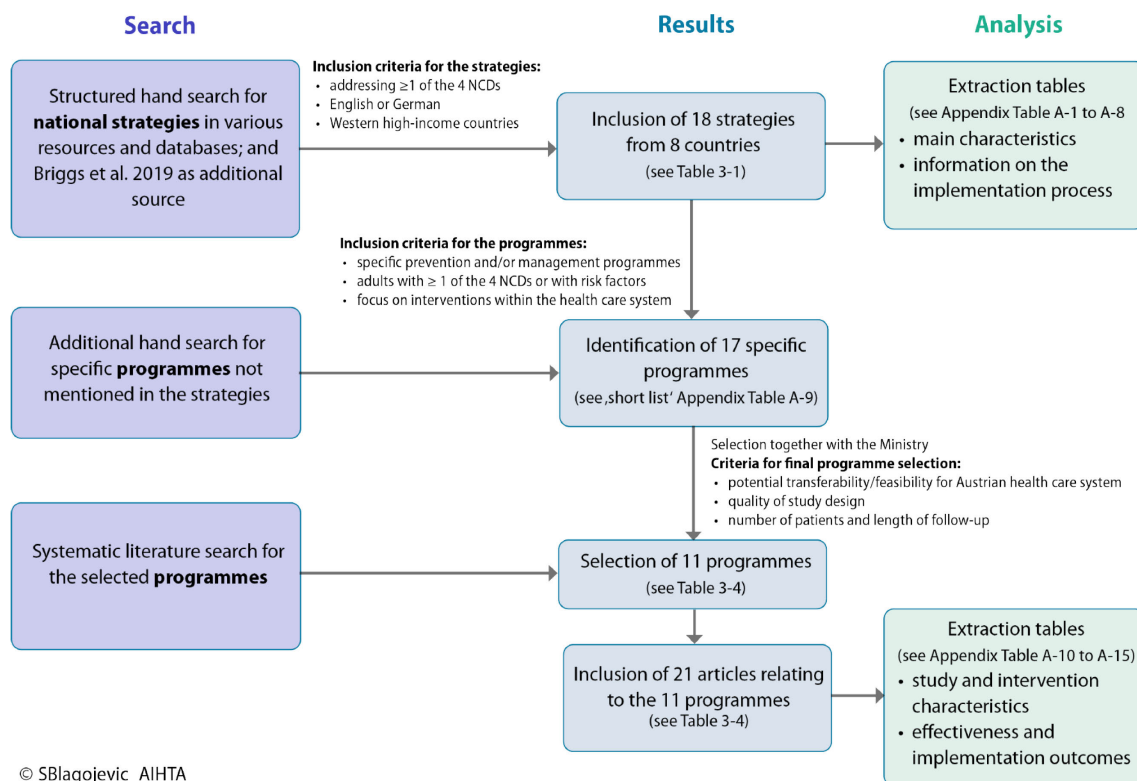 Search
Results
Analysis
Structured hand search for
national strategies in various
resources and databases; and
Briggs et al. 2019 as additional
source
Inclusion criteria for the strategies:
• addressing ≥1 of the 4 NCDs
• English or German
• Western high-income countries
Inclusion of 18 strategies
from 8 countries
(see Table 3-1)
Extraction tables
(see Appendix Table A-1 to A-8
• main characteristics
• information on the
implementation process
Inclusion criteria for the programmes:
• specific prevention and/or management programmes
• adults with ≥ 1 of the 4 NCDs or with risk factors
• focus on interventions within the health care system
Additional hand search for
specific programmes not
mentioned in the strategies
Identification of 17 specific
programmes
(see ‚short list‘ Appendix Table A-9)
Selection together with the Ministry
Criteria for final programme selection:
• potential transferability/feasibility for Austrian health care system
• quality of study design
• number of patients and length of follow-up
Systematic literature search for
the selected programmes
Selection of 11 programmes
(see Table 3-4)
Inclusion of 21 articles relating
to the 11 programmes
(see Table 3-4)
Extraction tables
(see Appendix Table A-10 to A-15)
• study and intervention
characteristics
• effectiveness and
implementation outcomes
© SBlagojevic_AIHTA